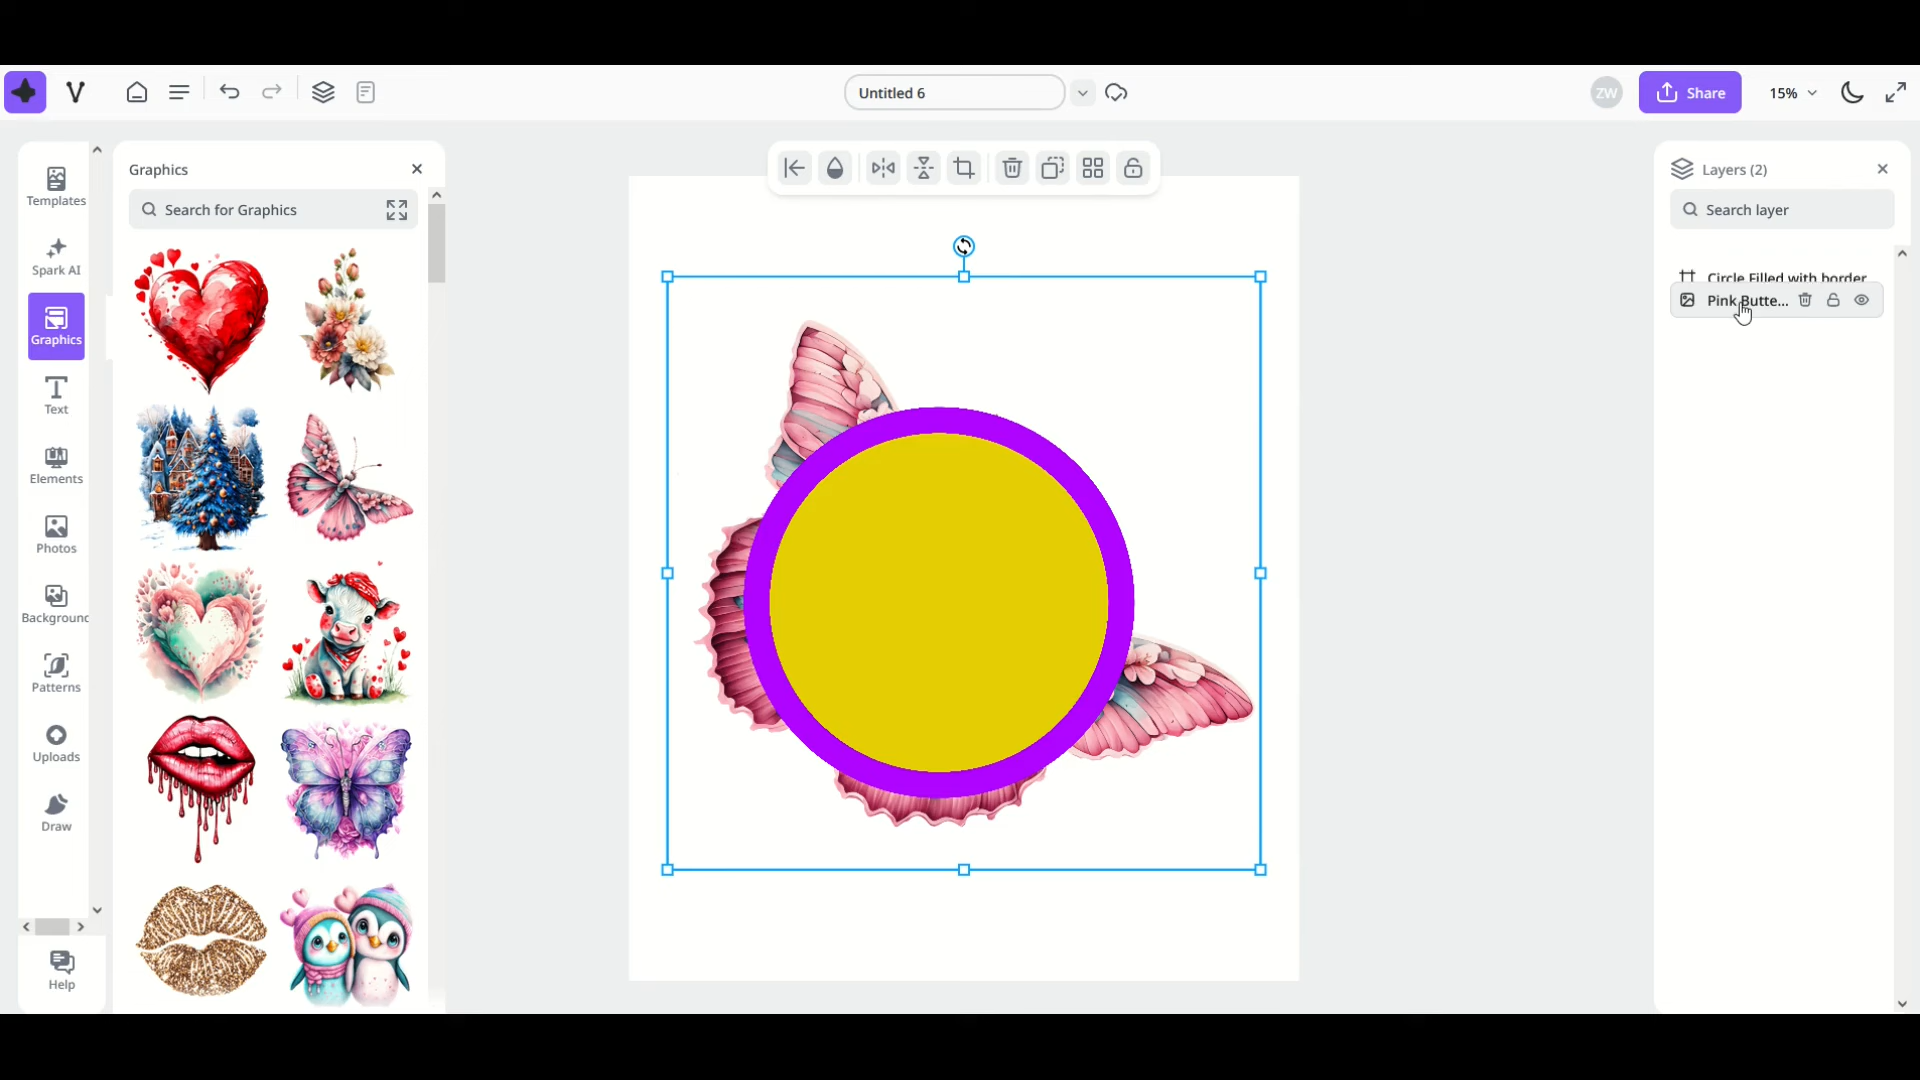 Untitled 6
ZW
Share
15%
Templates
Spark AI
Graphics
Text
Elements
Photos
Background
Patterns
Uploads
Draw
Help
Graphics
Search for Graphics
Layers (2)
Search layer
Circle Filled with border
Pink Butte...